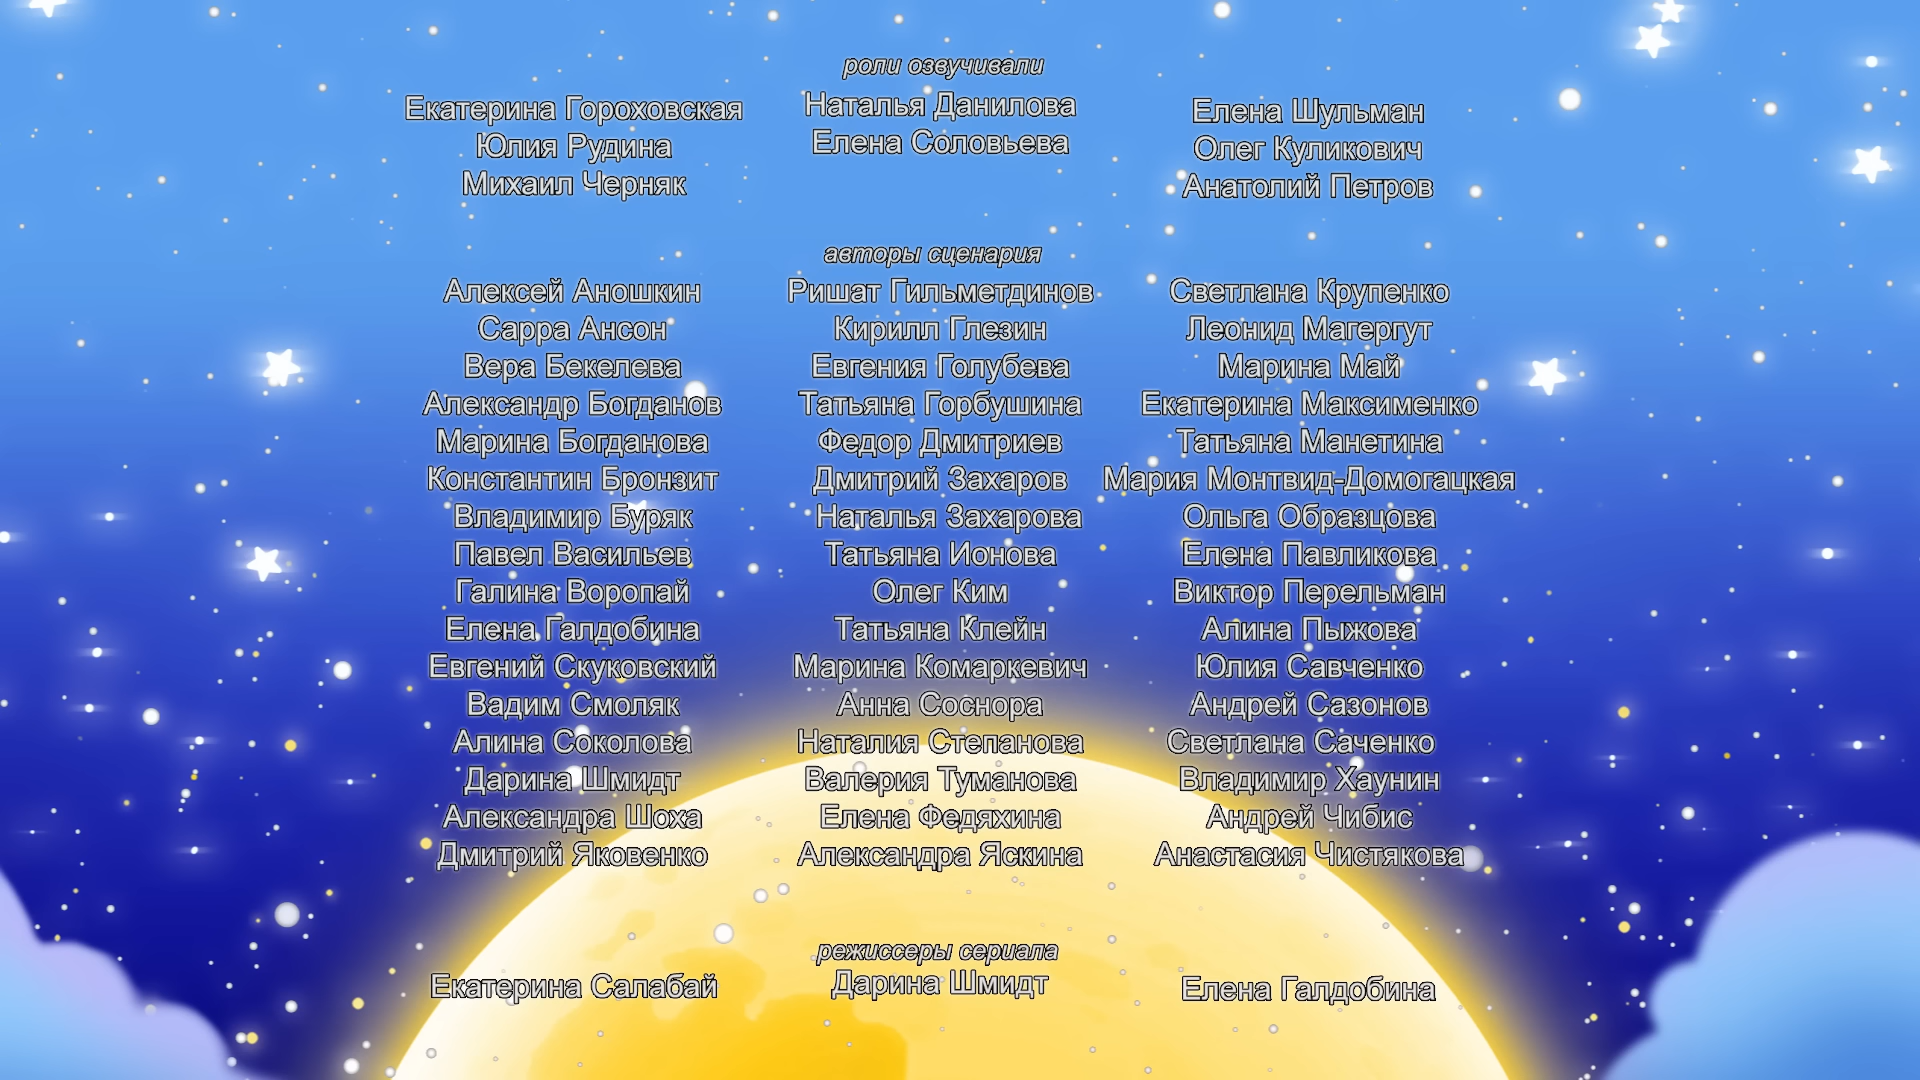 роли озвучивали
Екатерина Гороховская Наталья Данилова Елена Шульман
Юлия Рудина Елена Соловьева Олег Куликович
Михаил Черняк Анатолий Петров
авторы сценария
Алексей Аношкин Ришат Гильметдинов Светлана Крупенко
Сарра Ансон Кирилл Глезин Леонид Магергут
Вера Бекелева Евгения Голубева Марина Май
Александр Богданов Татьяна Горбушина Екатерина Максименко
Марина Богданова Федор Дмитриев Татьяна Манетина
Константин Бронзит Дмитрий Захаров Мария Монтвид-Домогацкая
Владимир Буряк Наталья Захарова Ольга Образцова
Павел Васильев Татьяна Ионова Елена Павликова
Галина Воропай Олег Ким Виктор Перельман
Елена Галдобина Татьяна Клейн Алина Пыжова
Евгений Скуковский Марина Комаркевич Юлия Савченко
Вадим Смоляк Анна Соснора Андрей Сазонов
Алина Соколова Наталия Степанова Светлана Саченко
Дарина Шмидт Валерия Туманова Владимир Хаунин
Александра Шоха Елена Федяхина Андрей Чибис
Дмитрий Яковенко Александра Яскина Анастасия Чистякова
режиссеры сериала
Екатерина Салабай Дарина Шмидт Елена Галдобина